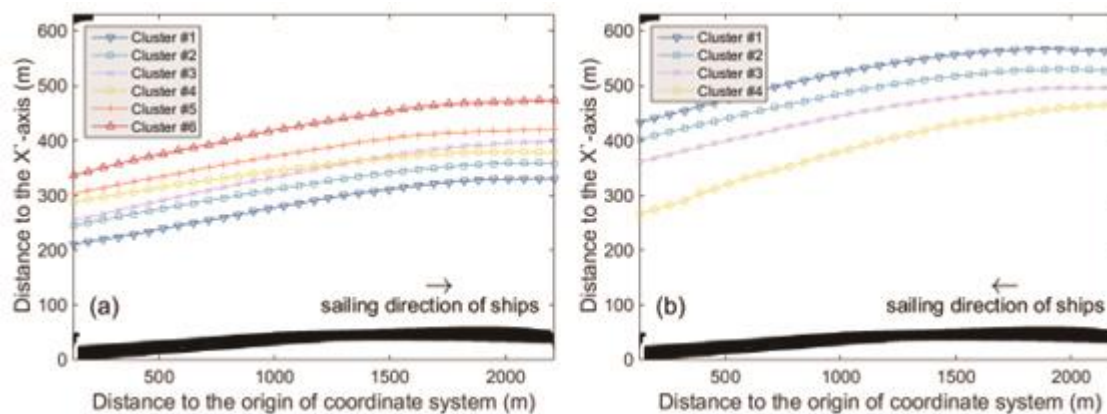 600
500
400
300
200
100
0
Distance to the X`-axis (m)
Cluster #1
Cluster #2
Cluster #3
Cluster #4
Cluster #5
Cluster #6
(a)
→
sailing direction of ships
500
1000
1500
2000
Distance to the origin of coordinate system (m)
600
500
400
300
200
100
0
Distance to the X`-axis (m)
Cluster #1
Cluster #2
Cluster #3
Cluster #4
(b)
←
sailing direction of ships
500
1000
1500
2000
Distance to the origin of coordinate system (m)